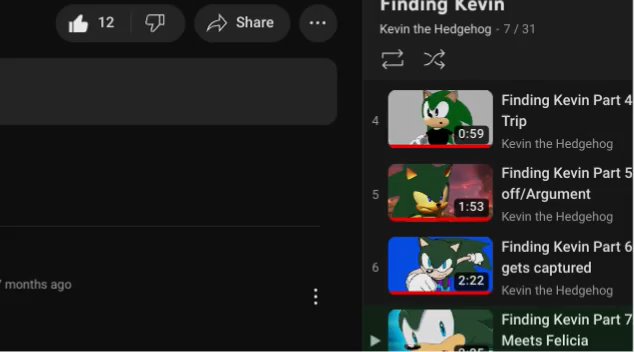 Finding Kevin
12
Share
Kevin the Hedgehog - 7 / 31
4
Finding Kevin Part 4
Trip
0:59
Kevin the Hedgehog
5
Finding Kevin Part 5
off/Argument
1:53
Kevin the Hedgehog
6
Finding Kevin Part 6
gets captured
2:22
Kevin the Hedgehog
months ago
Finding Kevin Part 7
Meets Felicia